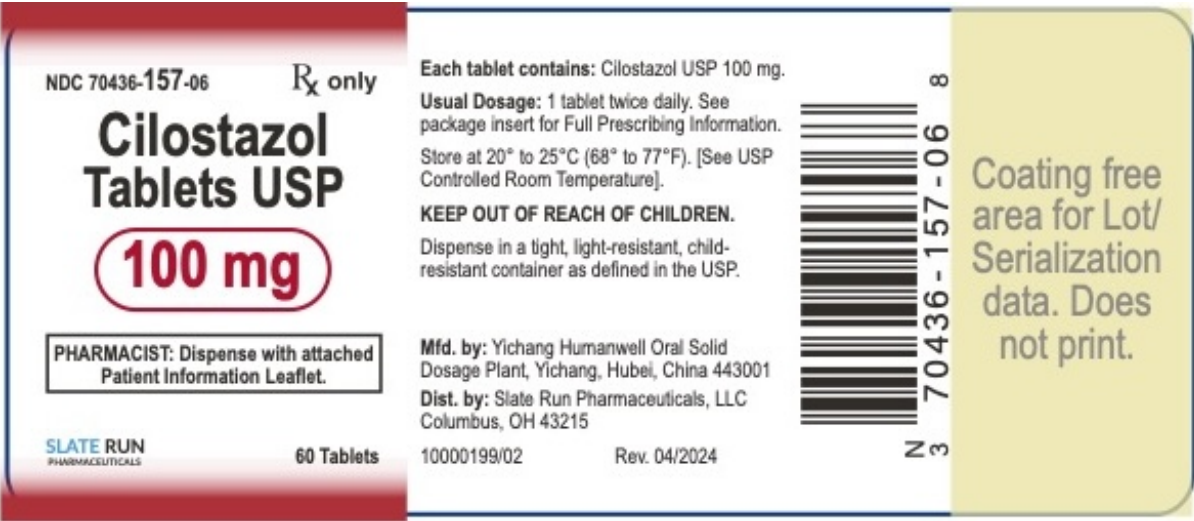 NDC 70436-157-06 Rx only
Cilostazol
Tablets USP
100 mg
PHARMACIST: Dispense with attached
Patient Information Leaflet.
SLATE RUN
PHARMACEUTICALS
60 Tablets
Each tablet contains: Cilostazol USP 100 mg.
Usual Dosage: 1 tablet twice daily. See
package insert for Full Prescribing Information.
Store at 20° to 25°C (68° to 77°F). [See USP
Controlled Room Temperature].
KEEP OUT OF REACH OF CHILDREN.
Dispense in a tight, light-resistant, child-
resistant container as defined in the USP.
Mfd. by: Yichang Humanwell Oral Solid
Dosage Plant, Yichang, Hubei, China 443001
Dist. by: Slate Run Pharmaceuticals, LLC
Columbus, OH 43215
10000199/02 Rev. 04/2024
N
3 70436-157-06 8
Coating free
area for Lot/
Serialization
data. Does
not print.